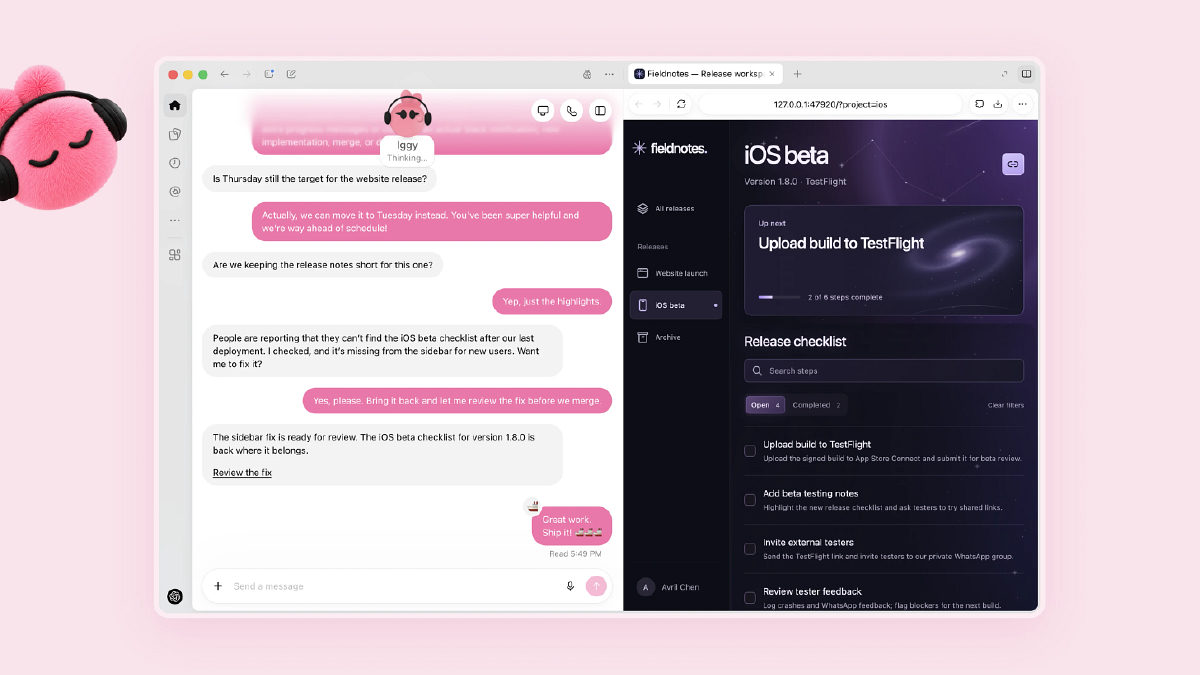 Iggy
Thinking...
implementation, merge, or
Is Thursday still the target for the website release?
Actually, we can move it to Tuesday instead. You've been super helpful and
we're way ahead of schedule!
Are we keeping the release notes short for this one?
Yep, just the highlights.
People are reporting that they can't find the iOS beta checklist after our last
deployment. I checked, and it's missing from the sidebar for new users. Want
me to fix it?
Yes, please. Bring it back and let me review the fix before we merge.
The sidebar fix is ready for review. The iOS beta checklist for version 1.8.0 is
back where it belongs.
Review the fix
Great work.
Ship it! 🚢🚢🚢
Read 5:49 PM
Send a message
Fieldnotes — Release worksp
127.0.0.1:47920/?project=ios
fieldnotes.
All releases
Releases
Website launch
iOS beta
Archive
A Avril Chen
iOS beta
Version 1.8.0 · TestFlight
Up next
Upload build to TestFlight
2 of 6 steps complete
Release checklist
Search steps
Open 4 Completed 2 Clear filters
Upload build to TestFlight
Upload the signed build to App Store Connect and submit it for beta review.
Add beta testing notes
Highlight the new release checklist and ask testers to try shared links.
Invite external testers
Send the TestFlight link and invite testers to our private WhatsApp group.
Review tester feedback
Log crashes and WhatsApp feedback; flag blockers for the next build.